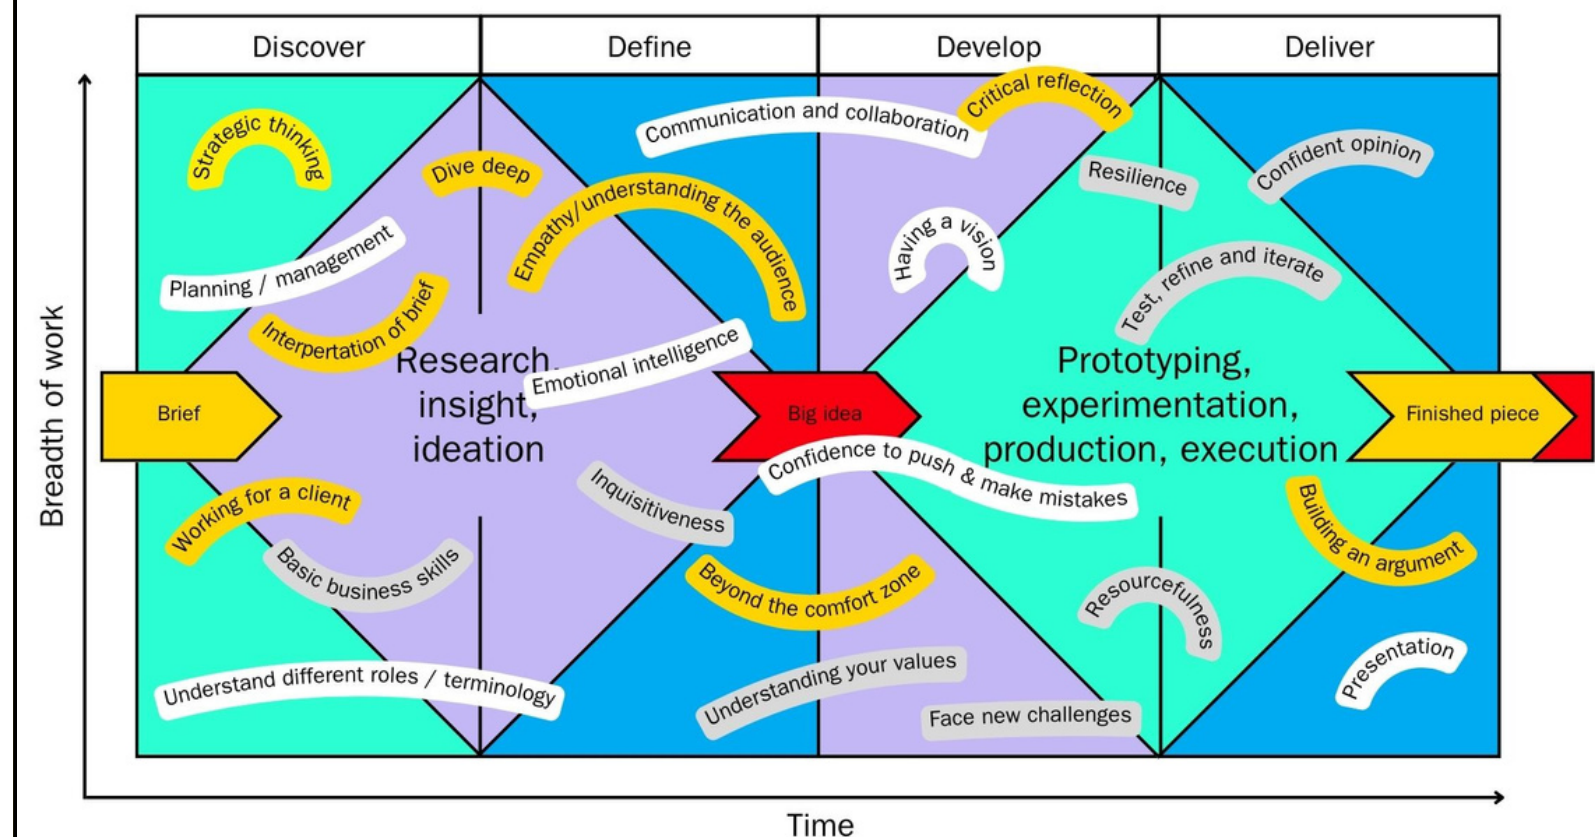 Discover
Define
Develop
Deliver
Strategic thinking
Dive deep
Communication and collaboration
Critical reflection
Confident opinion
Resilience
Empathy/understanding the audience
Planning / management
Having a vision
Test, refine and iterate
Interpertation of brief
Emotional intelligence
Research,
insight,
ideation
Prototyping,
experimentation,
production, execution
Brief
Big idea
Finished piece
Confidence to push & make mistakes
Working for a client
Inquisitiveness
Building an argument
Basic business skills
Beyond the comfort zone
Resourcefulness
Understand different roles / terminology
Understanding your values
Face new challenges
Presentation
Breadth of work
Time